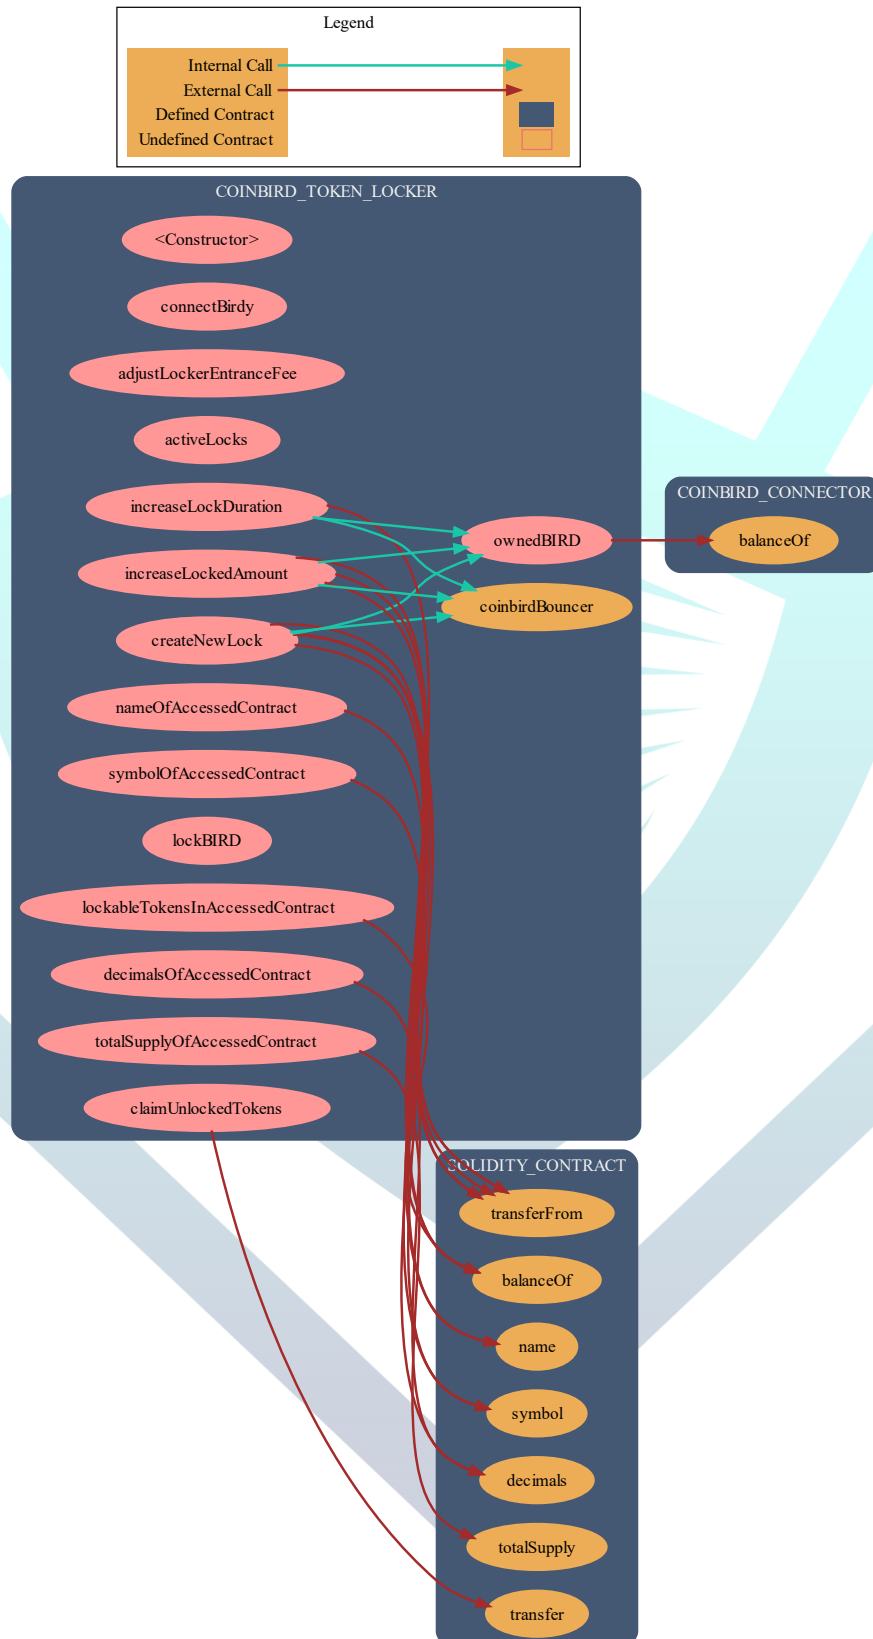 Legend
Internal Call
External Call
Defined Contract
Undefined Contract
COINBIRD_TOKEN_LOCKER
<Constructor>
connectBirdy
adjustLockerEntranceFee
activeLocks
increaseLockDuration
increaseLockedAmount
createNewLock
nameOfAccessedContract
symbolOfAccessedContract
lockBIRD
lockableTokensInAccessedContract
decimalsOfAccessedContract
totalSupplyOfAccessedContract
claimUnlockedTokens
ownedBIRD
coinbirdBouncer
COINBIRD_CONNECTOR
balanceOf
SOLIDITY_CONTRACT
transferFrom
balanceOf
name
symbol
decimals
totalSupply
transfer